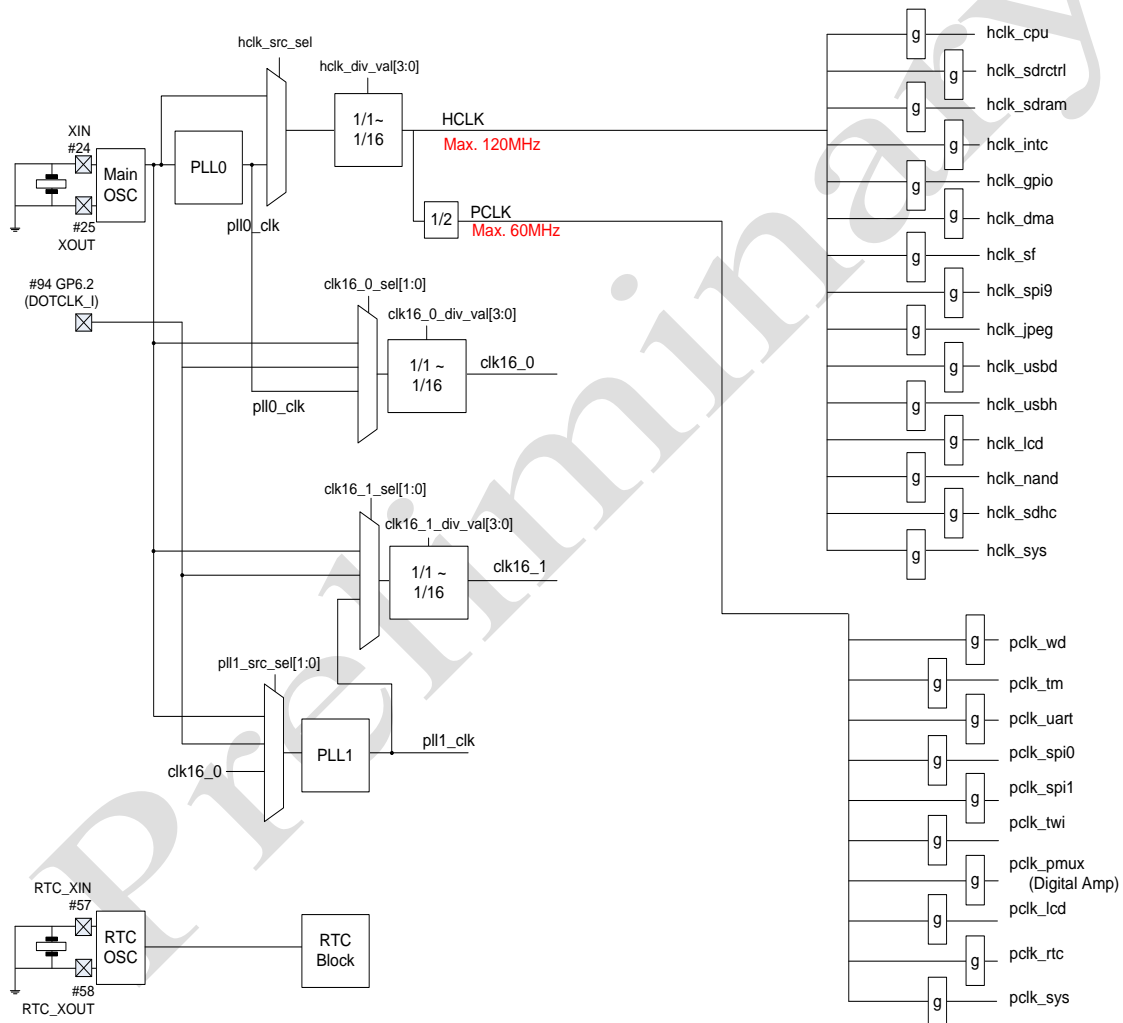 hclk_src_sel
hclk_div_val[3:0]
XIN
#24
Main
OSC
#25
XOUT
PLL0
pll0_clk
1/1~
1/16
HCLK
Max. 120MHz
1/2
PCLK
Max. 60MHz
#94 GP6.2
(DOTCLK_I)
clk16_0_sel[1:0]
clk16_0_div_val[3:0]
1/1 ~
1/16
clk16_0
pll0_clk
clk16_1_sel[1:0]
clk16_1_div_val[3:0]
1/1 ~
1/16
clk16_1
pll1_src_sel[1:0]
PLL1
pll1_clk
clk16_0
RTC_XIN
#57
RTC
OSC
#58
RTC_XOUT
RTC
Block
g hclk_cpu
g hclk_sdrctrl
g hclk_sdram
g hclk_intc
g hclk_gpio
g hclk_dma
g hclk_sf
g hclk_spi9
g hclk_jpeg
g hclk_usbd
g hclk_usbh
g hclk_lcd
g hclk_nand
g hclk_sdhc
g hclk_sys
g pclk_wd
g pclk_tm
g pclk_uart
g pclk_spi0
g pclk_spi1
g pclk_twi
g pclk_pmux
(Digital Amp)
g pclk_lcd
g pclk_rtc
g pclk_sys
Preliminary